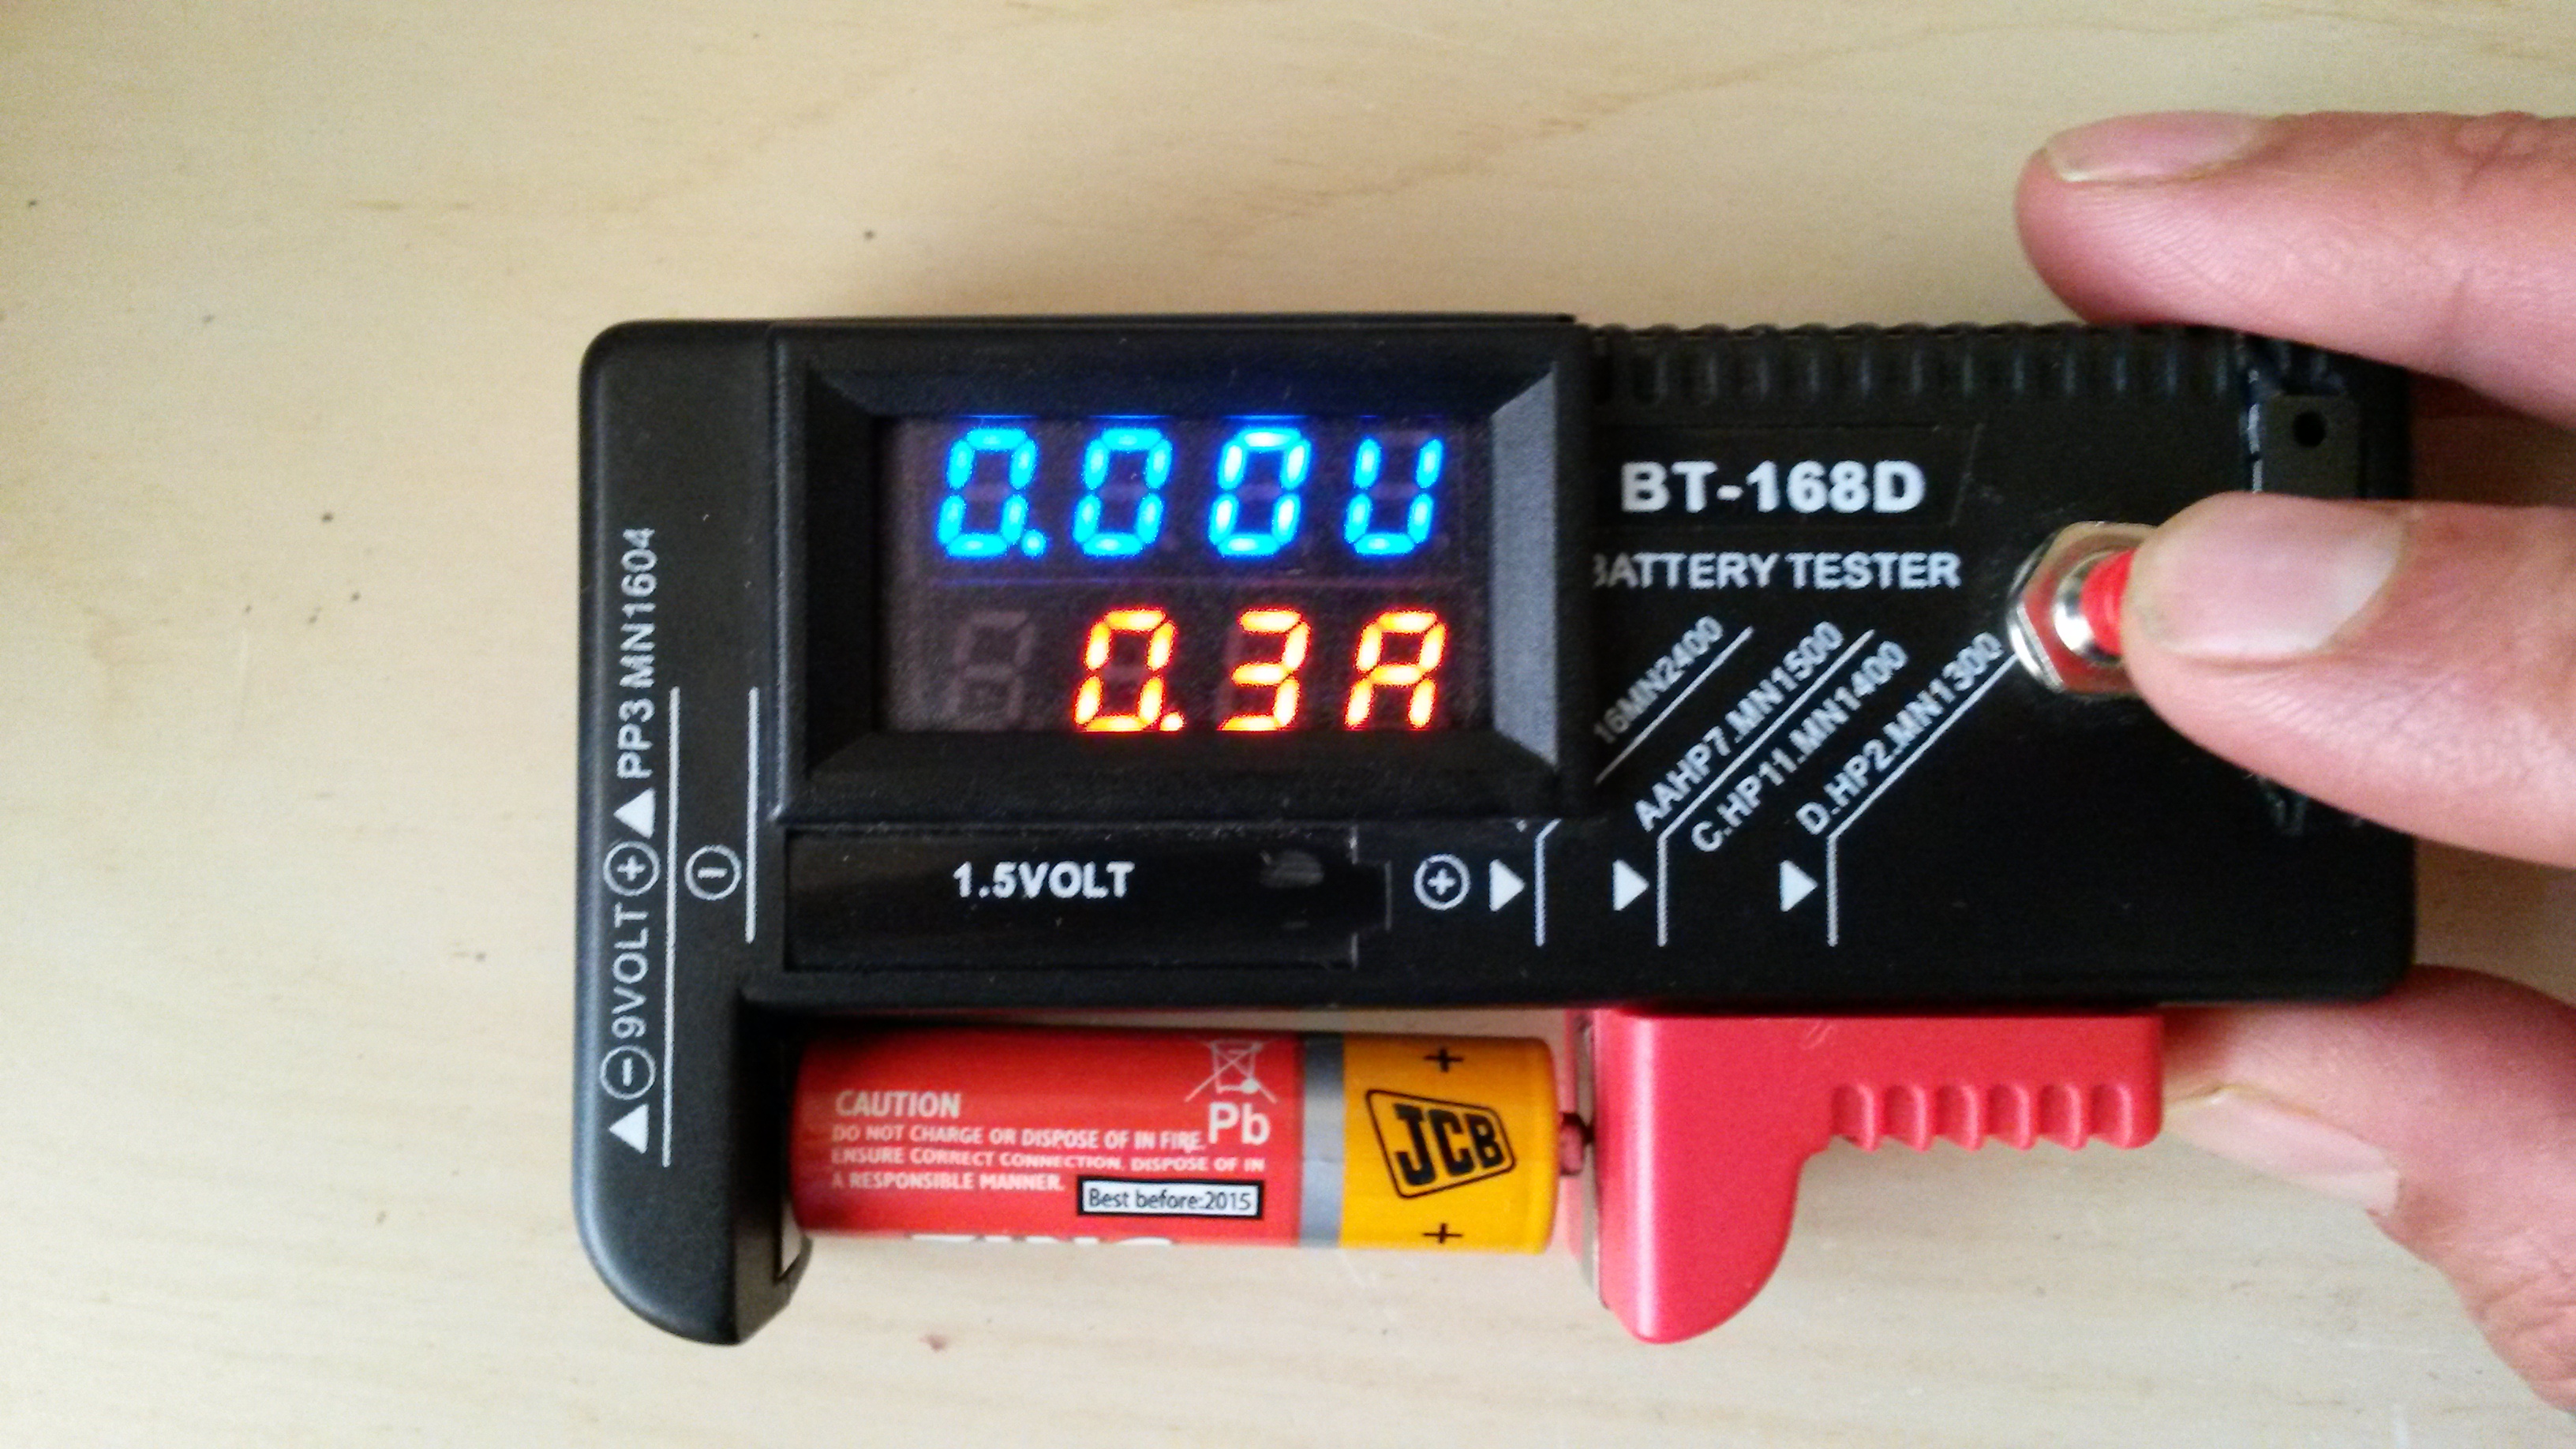 0.00V
0.3A
BT-168D
BATTERY TESTER
16MN2400
AAHP7.MN1500
C.HP11.MN1400
D.HP2.MN1300
9VOLT + PP3 MN1604
1.5VOLT
CAUTION
DO NOT CHARGE OR DISPOSE OF IN FIRE.
ENSURE CORRECT CONNECTION. DISPOSE OF IN
A RESPONSIBLE MANNER.
Pb
Best before:2015
+
JCB
+